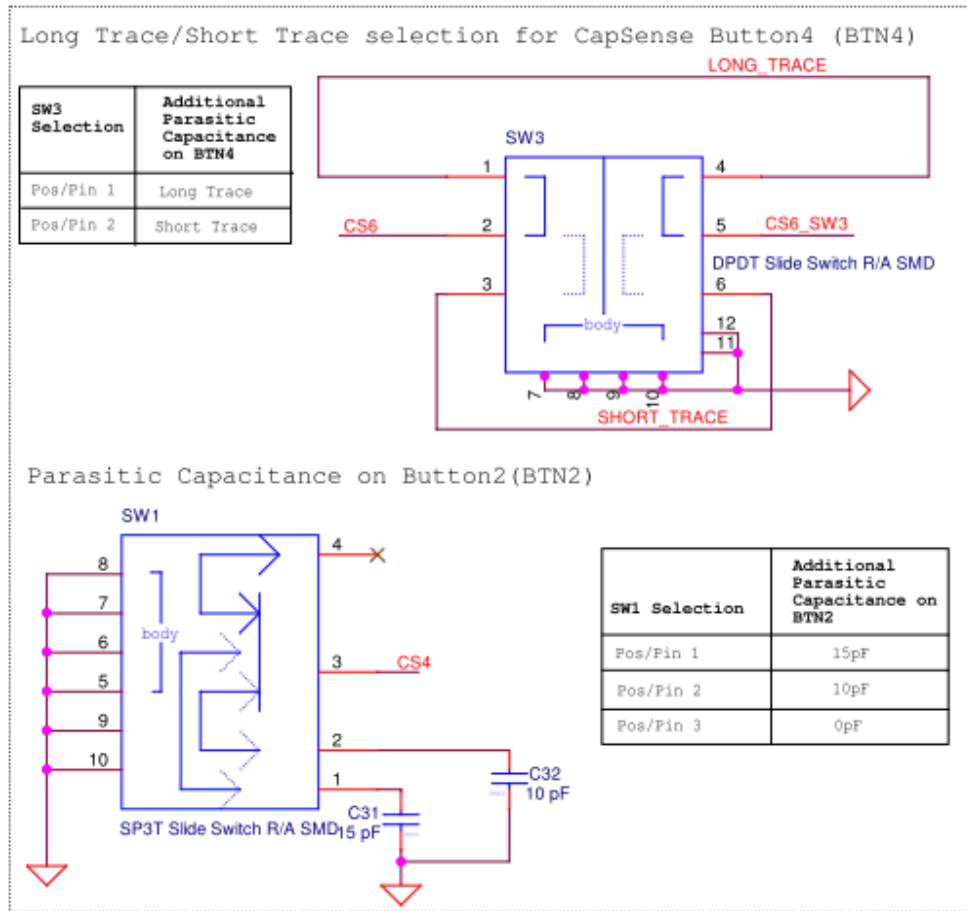 Long Trace/Short Trace selection for CapSense Button4 (BTN4)
LONG_TRACE
SW3
Selection
Additional
Parasitic
Capacitance
on BTN4
Pos/Pin 1
Long Trace
Pos/Pin 2
Short Trace
SW3
1
4
CS6
2
5
CS6_SW3
DPDT Slide Switch R/A SMD
3
6
body
12
11
7
8
9
10
SHORT_TRACE
Parasitic Capacitance on Button2(BTN2)
SW1
4
8
7
body
6
3
CS4
5
9
2
10
1
C32
10 pF
C31
15 pF
SP3T Slide Switch R/A SMD
SW1 Selection
Additional
Parasitic
Capacitance on
BTN2
Pos/Pin 1
15pF
Pos/Pin 2
10pF
Pos/Pin 3
0pF